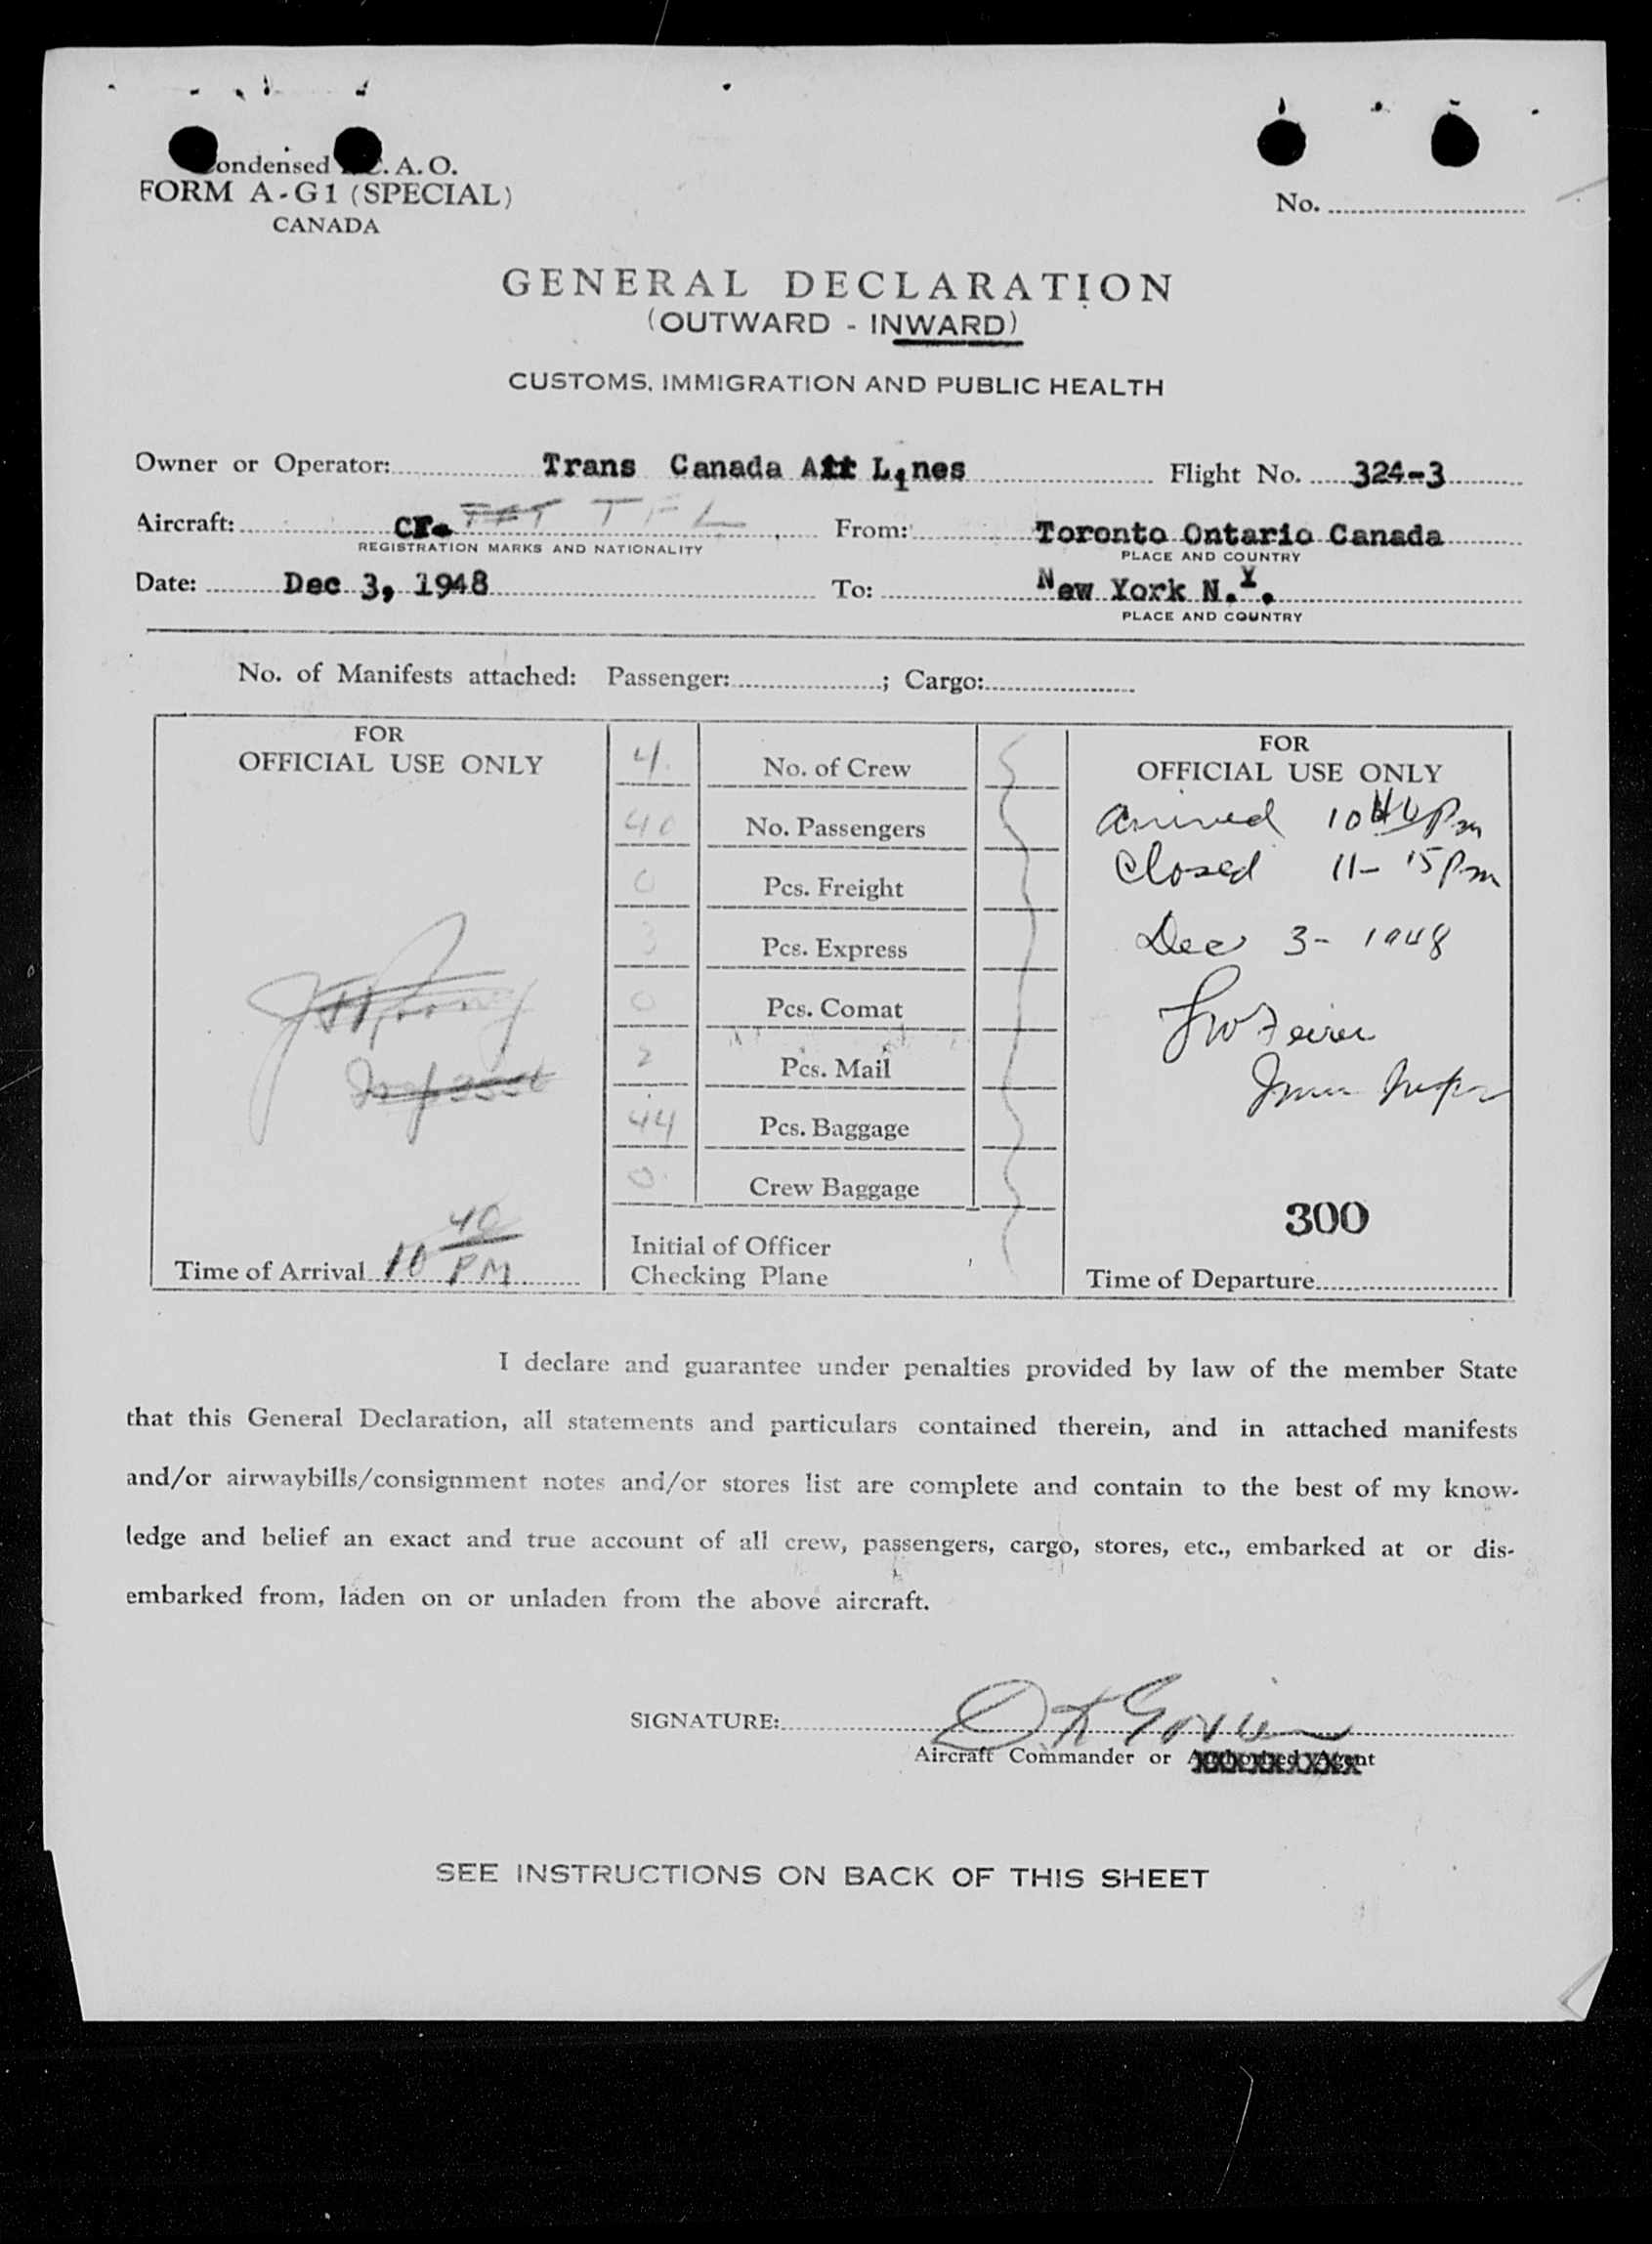 Condensed I.C.A.O.
FORM A-G1 (SPECIAL)
CANADA
No.
GENERAL DECLARATION
(OUTWARD - INWARD)
CUSTOMS, IMMIGRATION AND PUBLIC HEALTH
Owner or Operator: Trans Canada Air Lines Flight No. 324-3
Aircraft: CF. TFT TFL From: Toronto Ontario Canada
REGISTRATION MARKS AND NATIONALITY PLACE AND COUNTRY
Date: Dec 3, 1948 To: New York N.Y.
PLACE AND COUNTRY
No. of Manifests attached: Passenger: ; Cargo:
FOR
OFFICIAL USE ONLY
Time of Arrival 10 40 PM
4 No. of Crew
40 No. Passengers
0 Pcs. Freight
3 Pcs. Express
0 Pcs. Comat
2 Pcs. Mail
44 Pcs. Baggage
0 Crew Baggage
Initial of Officer
Checking Plane
FOR
OFFICIAL USE ONLY
arrived 10 40 Pm
Closed 11-15 Pm
Dec 3- 1948
300
Time of Departure
I declare and guarantee under penalties provided by law of the member State
that this General Declaration, all statements and particulars contained therein, and in attached manifests
and/or airwaybills/consignment notes and/or stores list are complete and contain to the best of my know-
ledge and belief an exact and true account of all crew, passengers, cargo, stores, etc., embarked at or dis-
embarked from, laden on or unladen from the above aircraft.
SIGNATURE: D K
Aircraft Commander or Authorized Agent
SEE INSTRUCTIONS ON BACK OF THIS SHEET